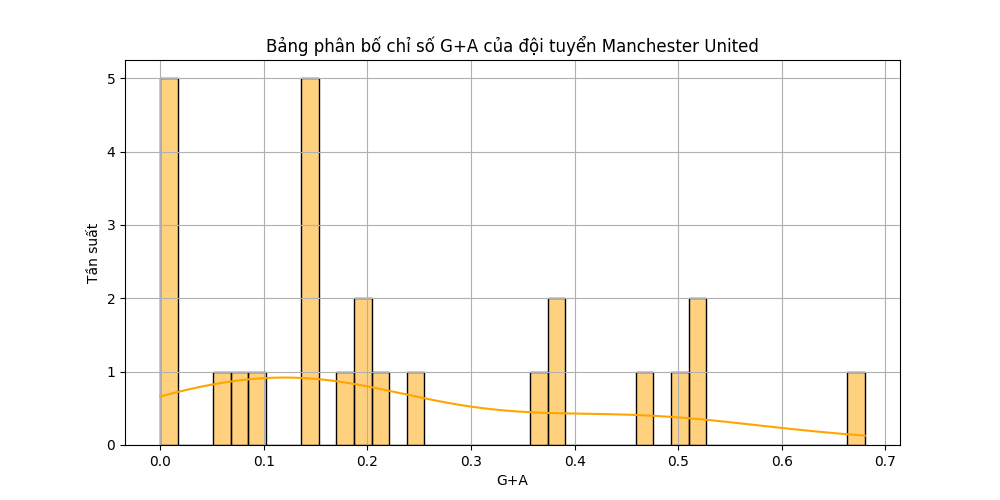 Bảng phân bố chỉ số G+A của đội tuyển Manchester United
Tần suất
5
4
3
2
1
0
0.0 0.1 0.2 0.3 0.4 0.5 0.6 0.7
G+A